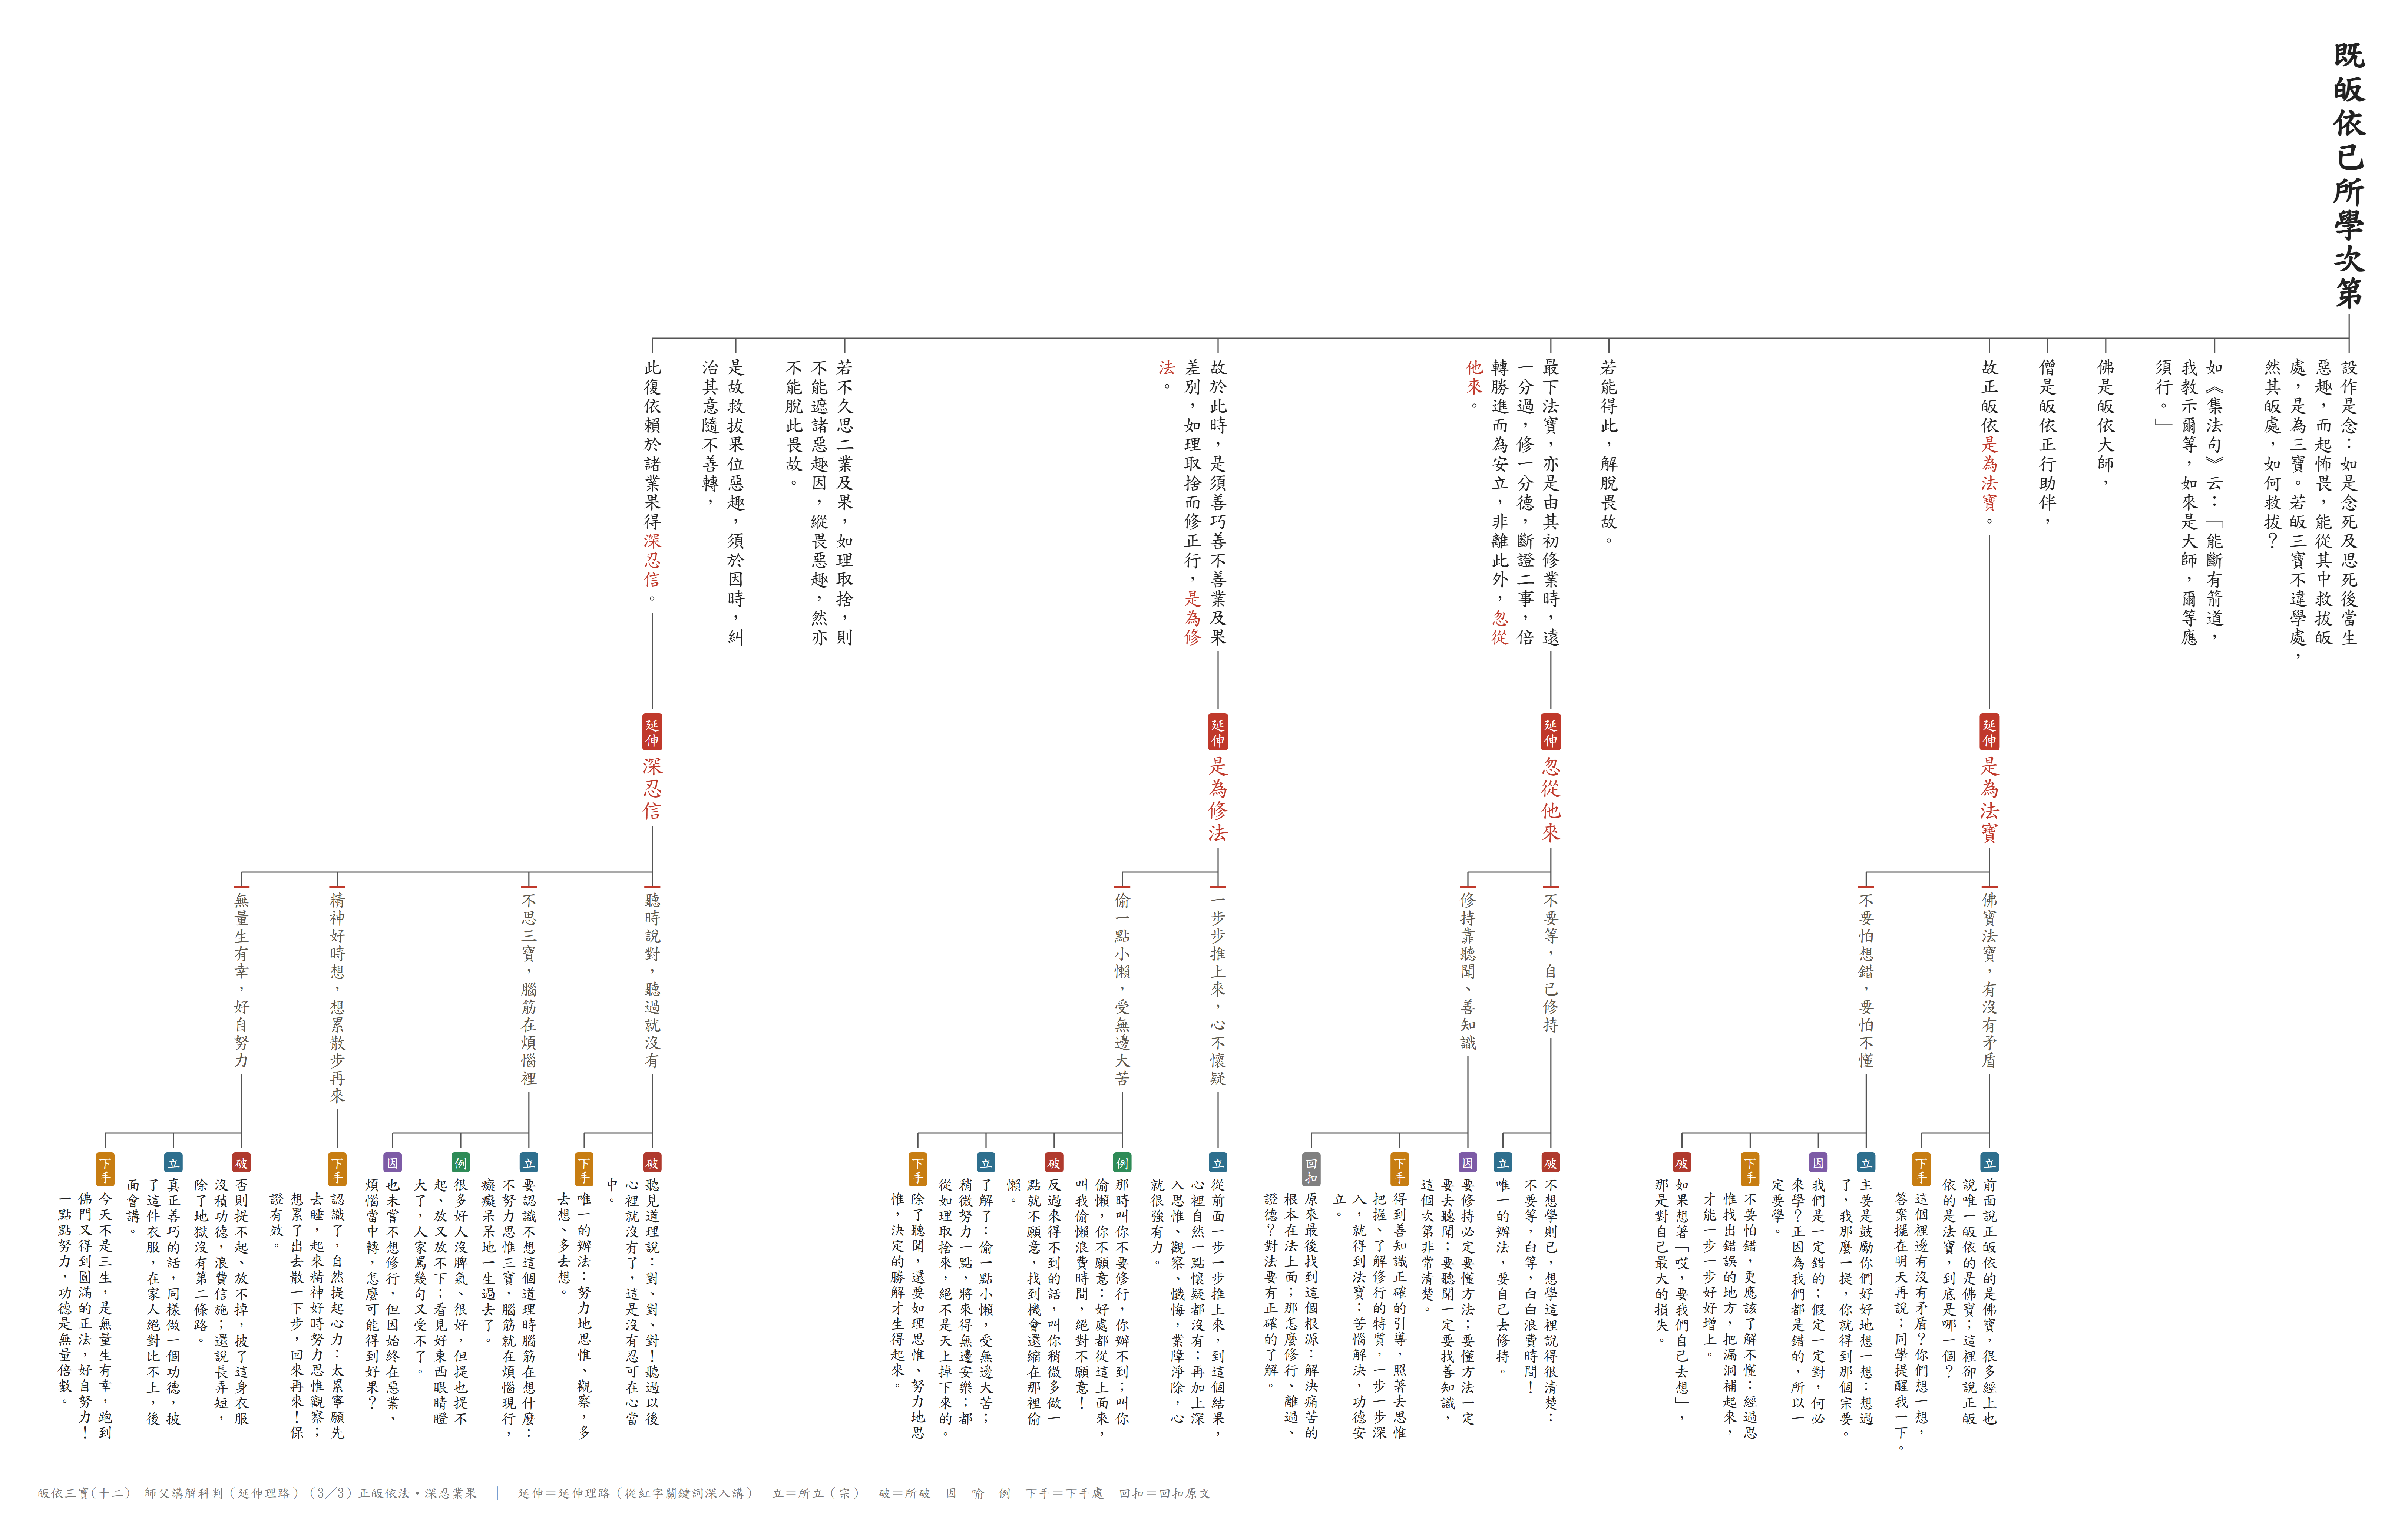 既皈依已所學次第
設作是念：如是念死及思死後當生
惡趣，而起怖畏，能從其中救拔皈
處，是為三寶。若皈三寶不違學處，
然其皈處，如何救拔？
如《集法句》云：「能斷有箭道，
我教示爾等，如來是大師，爾等應
須行。」
佛是皈依大師，
僧是皈依正行助伴，
故正皈依是為法寶。
若能得此，解脫畏故。
最下法寶，亦是由其初修業時，遠
一分過，修一分德，斷證二事，倍
轉勝進而為安立，非離此外，忽從
他來。
故於此時，是須善巧善不善業及果
差別，如理取捨而修正行，是為修
法。
若不久思二業及果，如理取捨，則
不能遮諸惡趣因，縱畏惡趣，然亦
不能脫此畏故。
是故救拔果位惡趣，須於因時，糾
治其意隨不善轉，
此復依賴於諸業果得深忍信。
延伸
是為法寶
延伸
忽從他來
延伸
是為修法
延伸
深忍信
佛寶法寶，有沒有矛盾
不要怕想錯，要怕不懂
不要等，自己修持
修持靠聽聞、善知識
一步步推上來，心不懷疑
偷一點小懶，受無邊大苦
聽時說對，聽過就沒有
不思三寶，腦筋在煩惱裡
精神好時想，想累散步再來
無量生有幸，好自努力
立
前面說正皈依的是佛寶，很多經上也
說唯一皈依的是佛寶；這裡卻說正皈
依的是法寶，到底是哪一個？
下手
這個裡邊有沒有矛盾？你們想一想，
答案擺在明天再說；同學提醒我一下。
立
主要是鼓勵你們好好地想一想：想過
了，我那麼一提，你就得到那個宗要。
因
我們是一定錯的；假定一定對，何必
來學？正因為我們都是錯的，所以一
定要學。
下手
不要怕錯，更應該了解不懂：經過思
惟找出錯誤的地方，把漏洞補起來，
才能一步一步好好增上。
破
如果想著「哎，要我們自己去想」，
那是對自己最大的損失。
破
不想學則已，想學這裡說得很清楚：
不要等，白等，白白浪費時間！
立
唯一的辦法，要自己去修持。
因
要修持必定要懂方法；要懂方法一定
要去聽聞；要聽聞一定要找善知識，
這個次第非常清楚。
下手
得到善知識正確的引導，照著去思惟
把握、了解修行的特質，一步一步深
入，就得到法寶：苦惱解決，功德安
立。
回扣
原來最後找到這個根源：解決痛苦的
根本在法上面；那怎麼修行、離過、
證德？對法要有正確的了解。
立
從前面一步一步推上來，到這個結果，
心裡自然一點懷疑都沒有；再加上深
入思惟、觀察、懺悔，業障淨除，心
就很強有力。
例
那時叫你不要修行，你辦不到；叫你
偷懶，你不願意：好處都從這上面來，
叫我偷懶浪費時間，絕對不願意！
破
反過來得不到的話，叫你稍微多做一
點就不願意，找到機會還縮在那裡偷
懶。
立
了解了：偷一點小懶，受無邊大苦；
稍微努力一點，將來得無邊安樂；都
從如理取捨來，絕不是天上掉下來的。
下手
除了聽聞，還要如理思惟、努力地思
惟，決定的勝解才生得起來。
破
聽見道理說：對、對、對！聽過以後
心裡就沒有了，這是沒有忍可在心當
中。
下手
唯一的辦法：努力地思惟、觀察，多
去想、多去想。
立
要認識不想這個道理時腦筋在想什麼：
不努力思惟三寶，腦筋就在煩惱現行，
癡癡呆呆地一生過去了。
例
很多好人沒脾氣、很好，但提也提不
起、放又放不下；看見好東西眼睛瞪
大了，人家罵幾句又受不了。
因
也未嘗不想修行，但因始終在惡業、
煩惱當中轉，怎麼可能得到好果？
下手
認識了，自然提起心力：太累寧願先
去睡，起來精神好時努力思惟觀察；
想累了出去散一下步，回來再來！保
證有效。
破
否則提不起、放不掉，披了這身衣服
沒積功德，浪費信施；還說長弄短，
除了地獄沒有第二條路。
立
真正善巧的話，同樣做一個功德，披
了這件衣服，在家人絕對比不上，後
面會講。
下手
今天不是三生，是無量生有幸，跑到
佛門又得到圓滿的正法，好自努力！
一點點努力，功德是無量倍數。
皈依三寶(十二)　師父講解科判（延伸理路）（3／3）正皈依法・深忍業果　｜　延伸＝延伸理路（從紅字關鍵詞深入講）　立＝所立（宗）　破＝所破　因　喻　例　下手＝下手處　回扣＝回扣原文